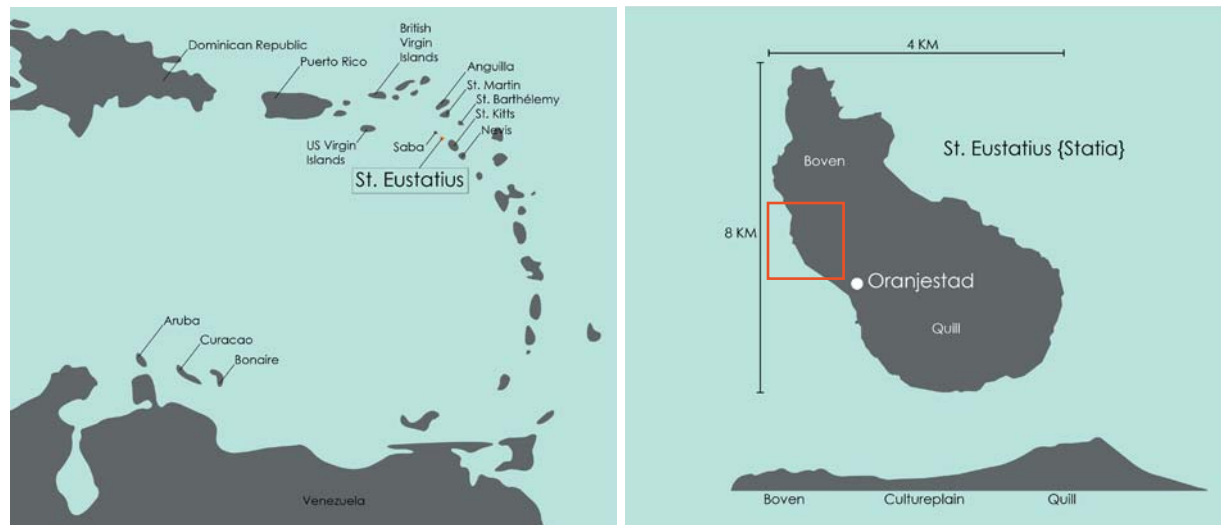 British
Virgin
Islands
Dominican Republic
Puerto Rico
Anguilla
St. Martin
St. Barthélemy
St. Kitts
Nevis
US Virgin
Islands
Saba
St. Eustatius
Aruba
Curacao
Bonaire
Venezuela
4 KM
St. Eustatius {Statia}
Boven
8 KM
Oranjestad
Quill
Boven
Cultureplain
Quill